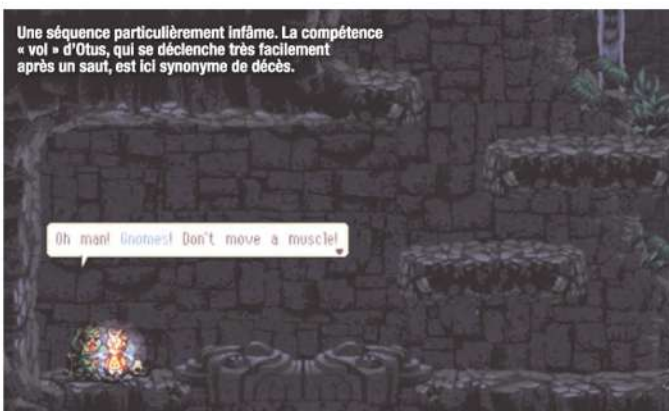 Une séquence particulièrement infâme. La compétence
« vol » d'Otus, qui se déclenche très facilement
après un saut, est ici synonyme de décès.
Oh man! Gnomes! Don't move a muscle!